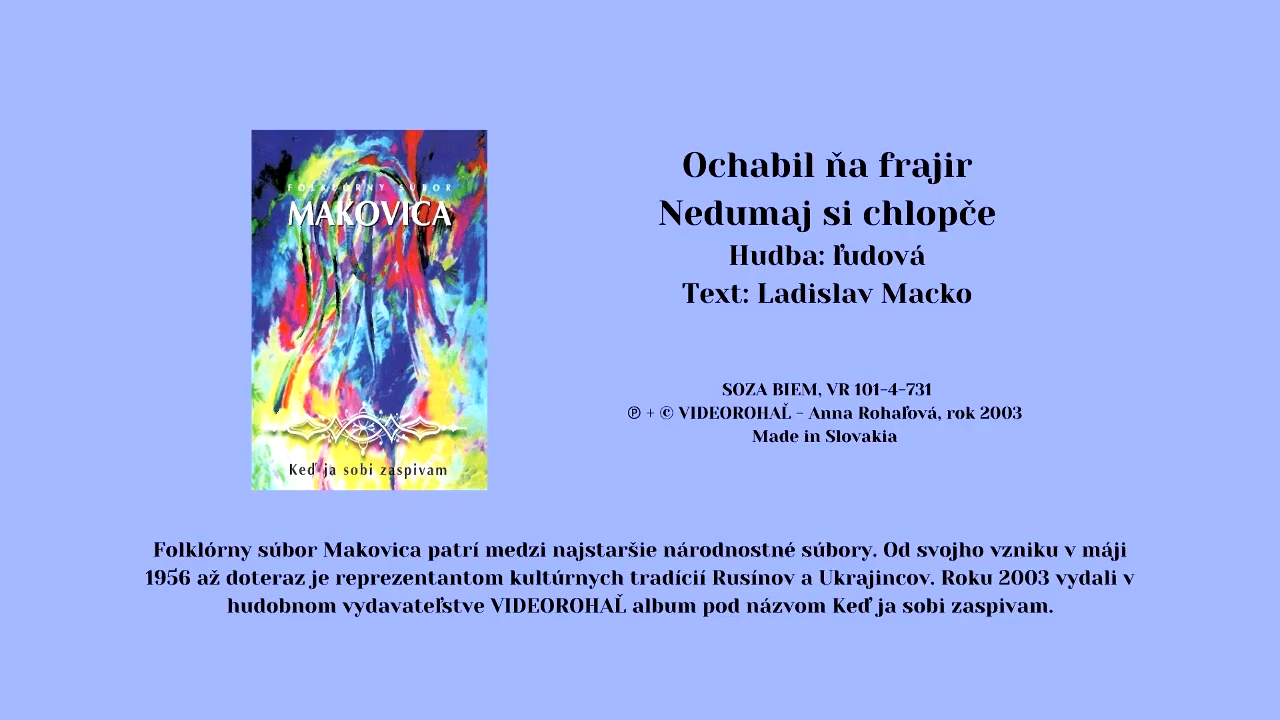 FOLKLÓRNY SÚBOR
MAKOVICA
Keď ja sobi zaspivam
Ochabil ňa frajir
Nedumaj si chlopče
Hudba: ľudová
Text: Ladislav Macko
SOZA BIEM, VR 101-4-731
℗ + © VIDEOROHAĽ - Anna Rohaľová, rok 2003
Made in Slovakia
Folklórny súbor Makovica patrí medzi najstaršie národnostné súbory. Od svojho vzniku v máji
1956 až doteraz je reprezentantom kultúrnych tradícií Rusínov a Ukrajincov. Roku 2003 vydali v
hudobnom vydavateľstve VIDEOROHAĽ album pod názvom Keď ja sobi zaspivam.